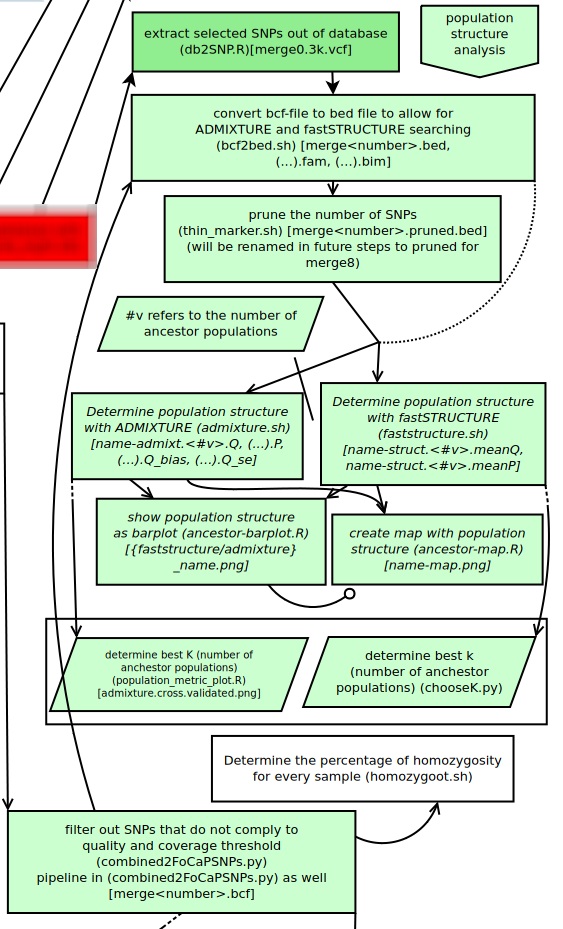 extract selected SNPs out of database
(db2SNP.R)[merge0.3k.vcf]
population
structure
analysis
convert bcf-file to bed file to allow for
ADMIXTURE and fastSTRUCTURE searching
(bcf2bed.sh) [merge<number>.bed,
(...).fam, (...).bim]
prune the number of SNPs
(thin_marker.sh) [merge<number>.pruned.bed]
(will be renamed in future steps to pruned for
merge8)
#v refers to the number of
ancestor populations
Determine population structure
with ADMIXTURE (admixture.sh)
[name-admixt.<#v>.Q, (...).P,
(...).Q_bias, (...).Q_se]
Determine population structure
with fastSTRUCTURE
(faststructure.sh)
[name-struct.<#v>.meanQ,
name-struct.<#v>.meanP]
show population structure
as barplot (ancestor-barplot.R)
[{faststructure/admixture}
_name.png]
create map with population
structure (ancestor-map.R)
[name-map.png]
determine best K (number of
anchestor populations)
(population_metric_plot.R)
[admixture.cross.validated.png]
determine best k
(number of anchestor
populations) (chooseK.py)
Determine the percentage of homozygosity
for every sample (homozygoot.sh)
filter out SNPs that do not comply to
quality and coverage threshold
(combined2FoCaPSNPs.py)
pipeline in (combined2FoCaPSNPs.py) as well
[merge<number>.bcf]